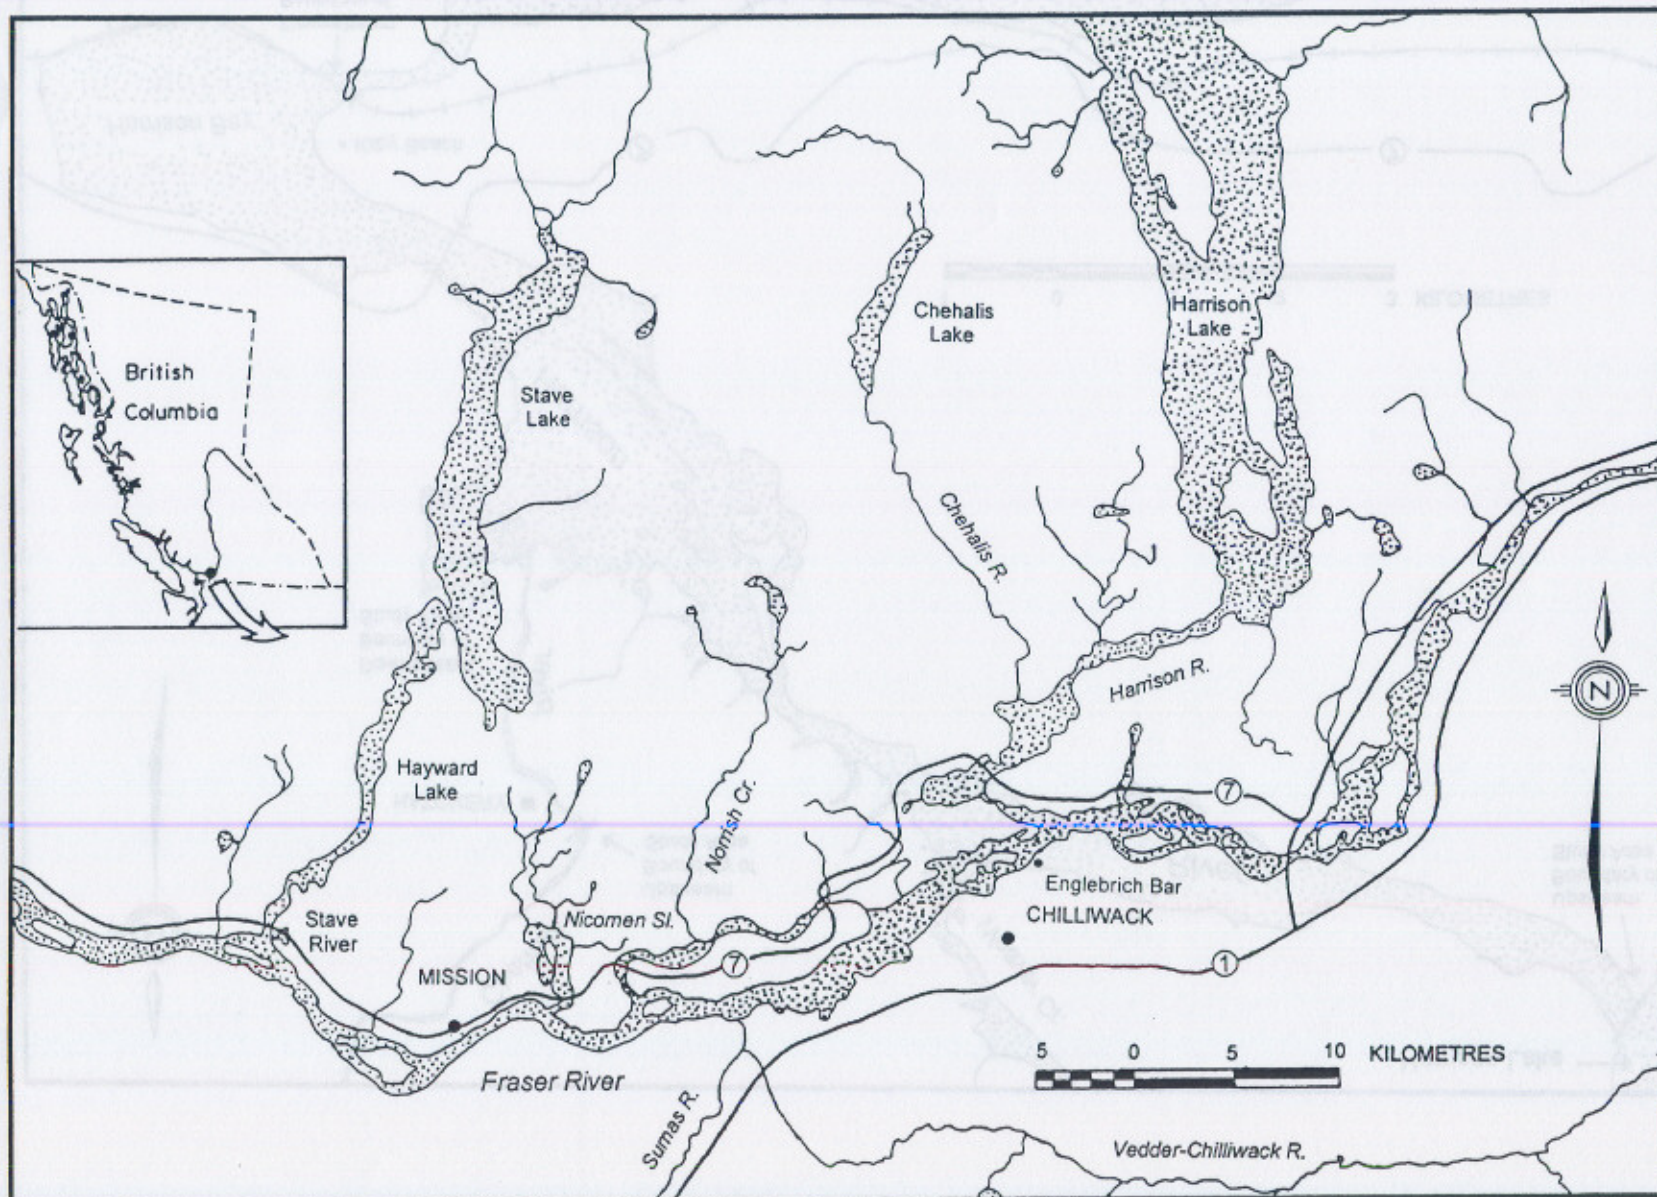 British
Columbia
Stave
Lake
Chehalis
Lake
Harrison
Lake
Chehalis R.
Harrison R.
Hayward
Lake
Norrish Cr.
Stave
River
Nicomen Sl.
MISSION
Fraser River
7
7
Englebrich Bar
CHILLIWACK
1
N
5 0 5 10 KILOMETRES
Sumas R.
Vedder-Chilliwack R.